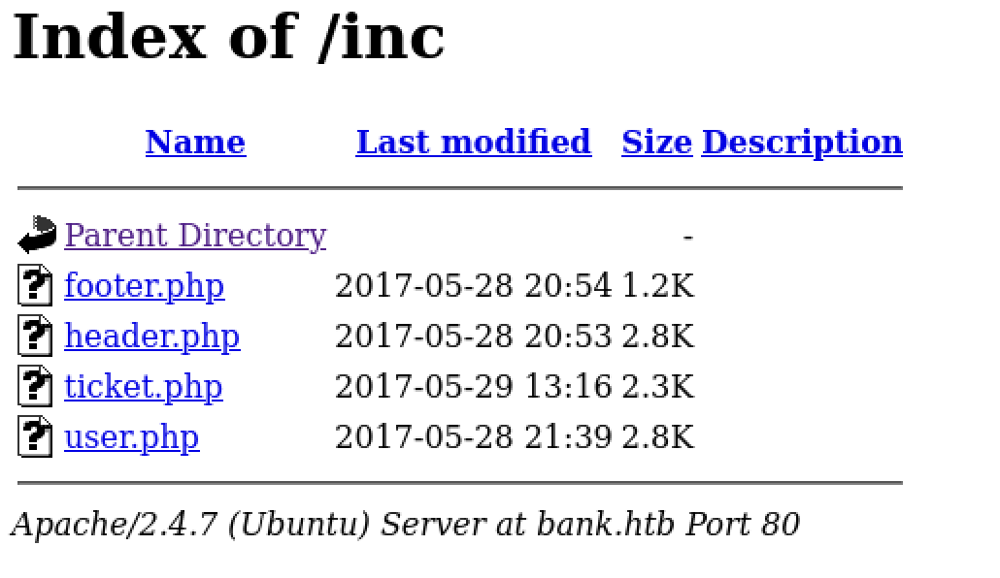 Index of /inc
Name Last modified Size Description
Parent Directory -
footer.php 2017-05-28 20:54 1.2K
header.php 2017-05-28 20:53 2.8K
ticket.php 2017-05-29 13:16 2.3K
user.php 2017-05-28 21:39 2.8K
Apache/2.4.7 (Ubuntu) Server at bank.htb Port 80